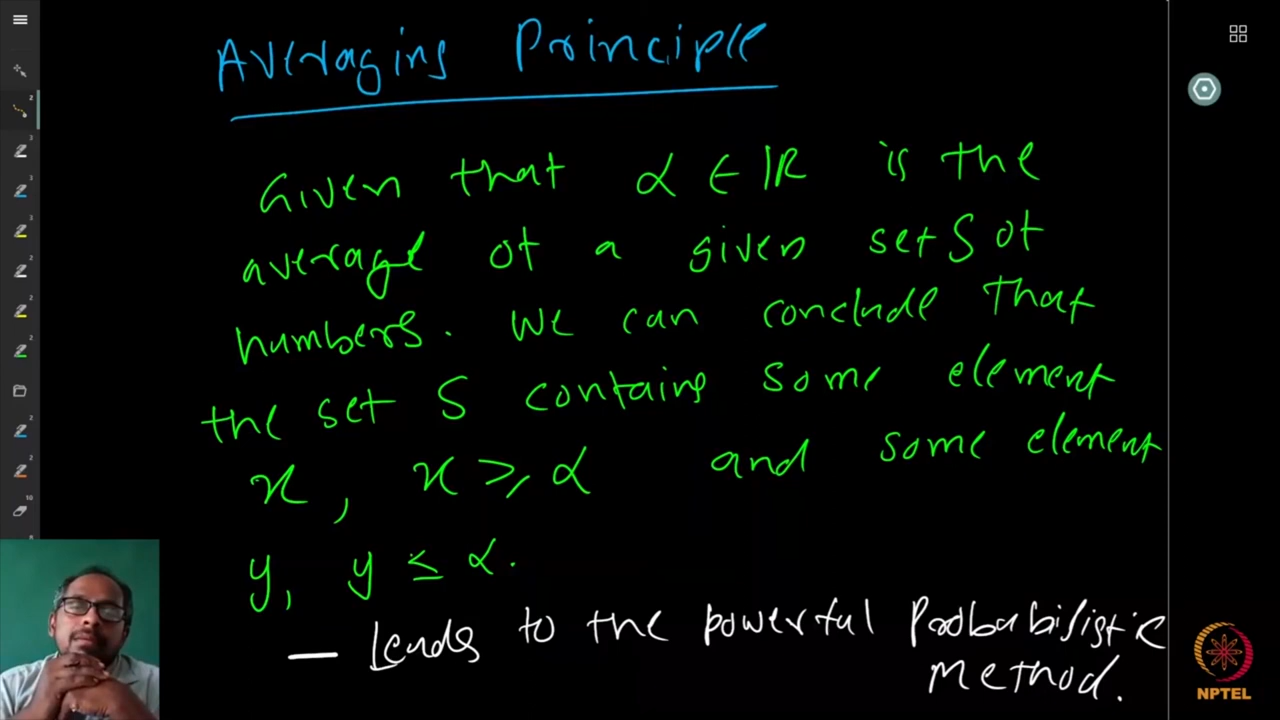 Averaging Principle
Given that α ∈ ℝ is the
average of a given set S of
numbers. We can conclude that
the set S contains some element
x, x ≥ α and some element
y, y ≤ α.
— Leads to the powerful Probabilistic
Method.
NPTEL